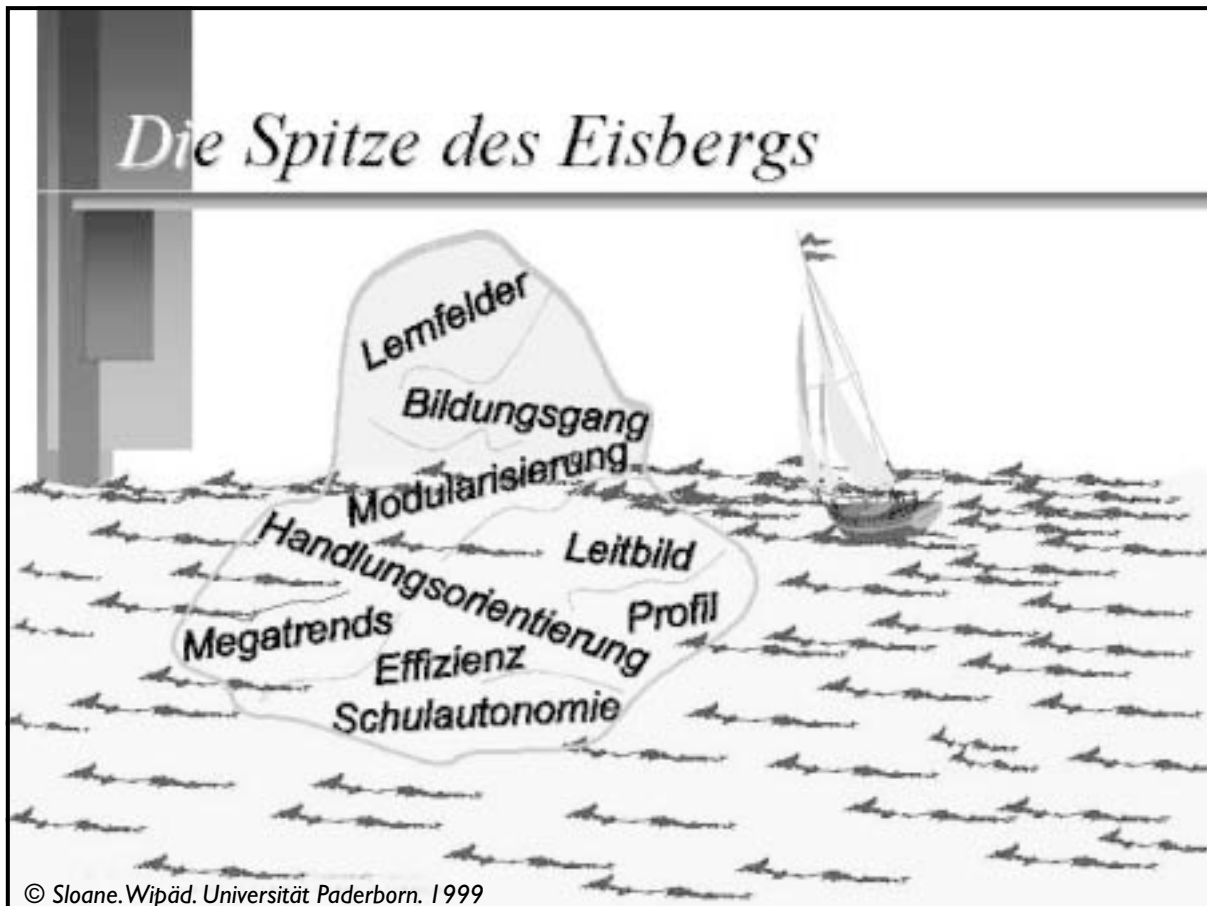 Die Spitze des Eisbergs
Lernfelder
Bildungsgang
Modularisierung
Handlungsorientierung
Leitbild
Profil
Megatrends
Effizienz
Schulautonomie
© Sloane.Wipäd. Universität Paderborn. 1999